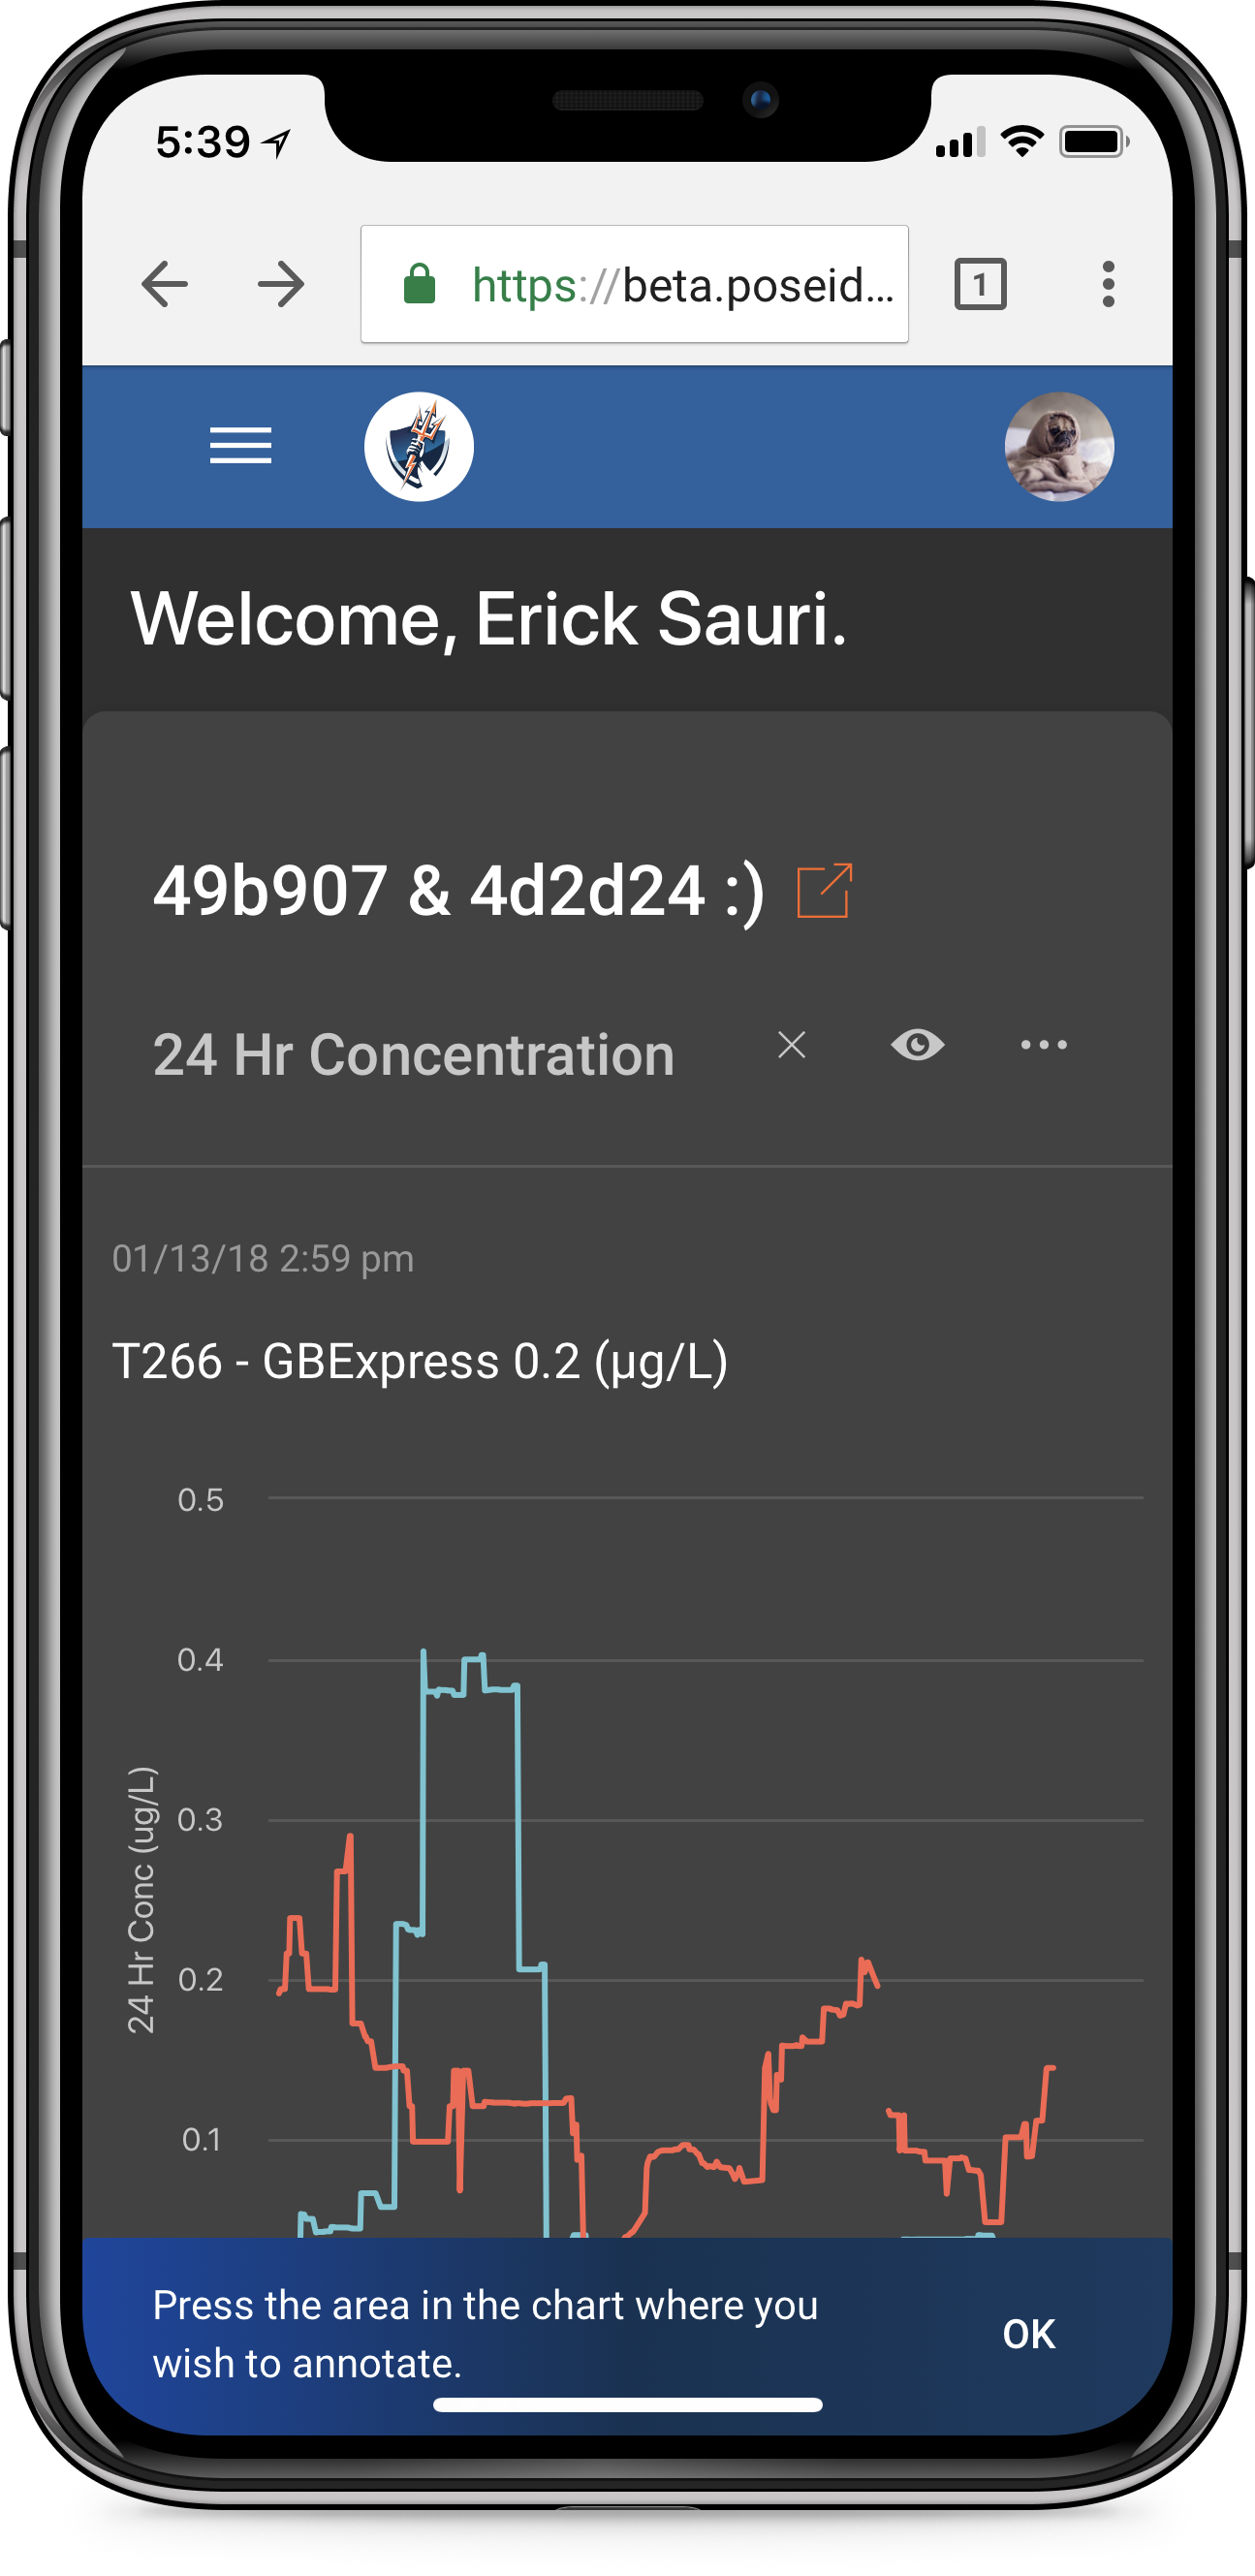 5:39
https://beta.poseid...
1
Welcome, Erick Sauri.
49b907 & 4d2d24 :)
24 Hr Concentration
01/13/18 2:59 pm
T266 - GBExpress 0.2 (µg/L)
0.5
0.4
0.3
0.2
0.1
24 Hr Conc (ug/L)
Press the area in the chart where you
wish to annotate.
OK